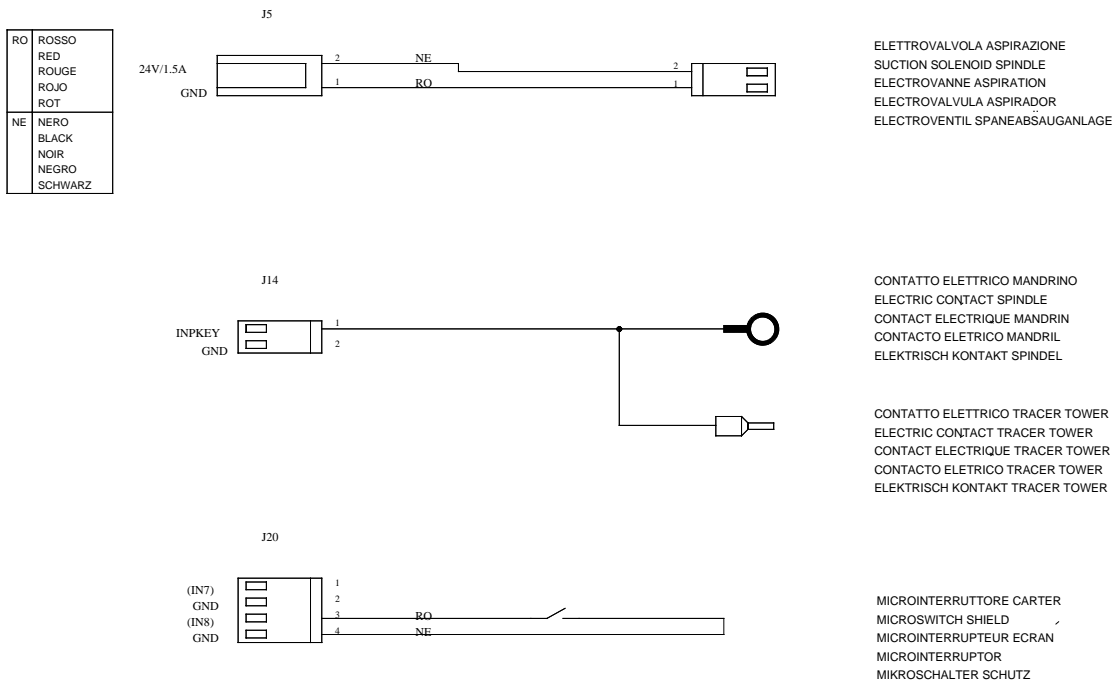 J5
RO ROSSO
RED
ROUGE
ROJO
ROT
NE NERO
BLACK
NOIR
NEGRO
SCHWARZ
24V/1.5A
GND
2 NE 2
1 RO 1
ELETTROVALVOLA ASPIRAZIONE
SUCTION SOLENOID SPINDLE
ELECTROVANNE ASPIRATION
ELECTROVALVULA ASPIRADOR
ELECTROVENTIL SPANEABSAUGANLAGE
J14
INPKEY
GND
1
2
CONTATTO ELETTRICO MANDRINO
ELECTRIC CONTACT SPINDLE
CONTACT ELECTRIQUE MANDRIN
CONTACTO ELETRICO MANDRIL
ELEKTRISCH KONTAKT SPINDEL
CONTATTO ELETTRICO TRACER TOWER
ELECTRIC CONTACT TRACER TOWER
CONTACT ELECTRIQUE TRACER TOWER
CONTACTO ELETRICO TRACER TOWER
ELEKTRISCH KONTAKT TRACER TOWER
J20
(IN7)
GND
(IN8)
GND
1
2
3 RO
4 NE
MICROINTERRUTTORE CARTER
MICROSWITCH SHIELD
MICROINTERRUPTEUR ECRAN
MICROINTERRUPTOR
MIKROSCHALTER SCHUTZ